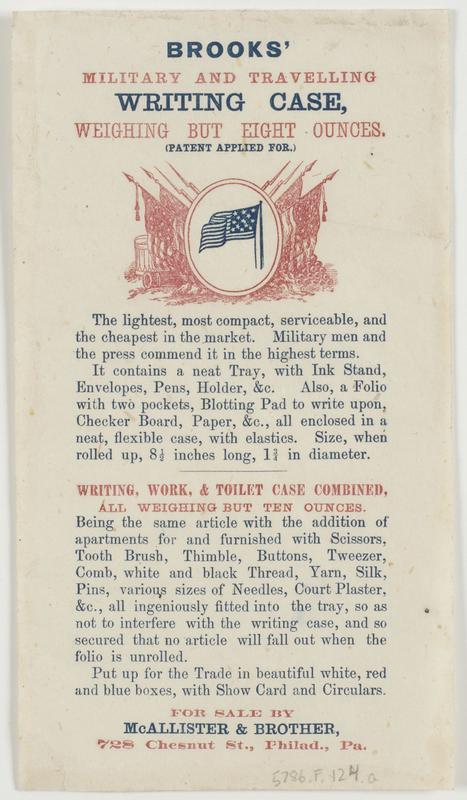 BROOKS'
MILITARY AND TRAVELLING
WRITING CASE,
WEIGHING BUT EIGHT OUNCES.
(PATENT APPLIED FOR.)
The lightest, most compact, serviceable, and
the cheapest in the market. Military men and
the press commend it in the highest terms.
It contains a neat Tray, with Ink Stand,
Envelopes, Pens, Holder, &c. Also, a Folio
with two pockets, Blotting Pad to write upon,
Checker Board, Paper, &c., all enclosed in a
neat, flexible case, with elastics. Size, when
rolled up, 8½ inches long, 1¾ in diameter.
WRITING, WORK, & TOILET CASE COMBINED,
ALL WEIGHING BUT TEN OUNCES.
Being the same article with the addition of
apartments for and furnished with Scissors,
Tooth Brush, Thimble, Buttons, Tweezer,
Comb, white and black Thread, Yarn, Silk,
Pins, various sizes of Needles, Court Plaster,
&c., all ingeniously fitted into the tray, so as
not to interfere with the writing case, and so
secured that no article will fall out when the
folio is unrolled.
Put up for the Trade in beautiful white, red
and blue boxes, with Show Card and Circulars.
FOR SALE BY
McALLISTER & BROTHER,
728 Chesnut St., Philad., Pa.
5786.F.124.a